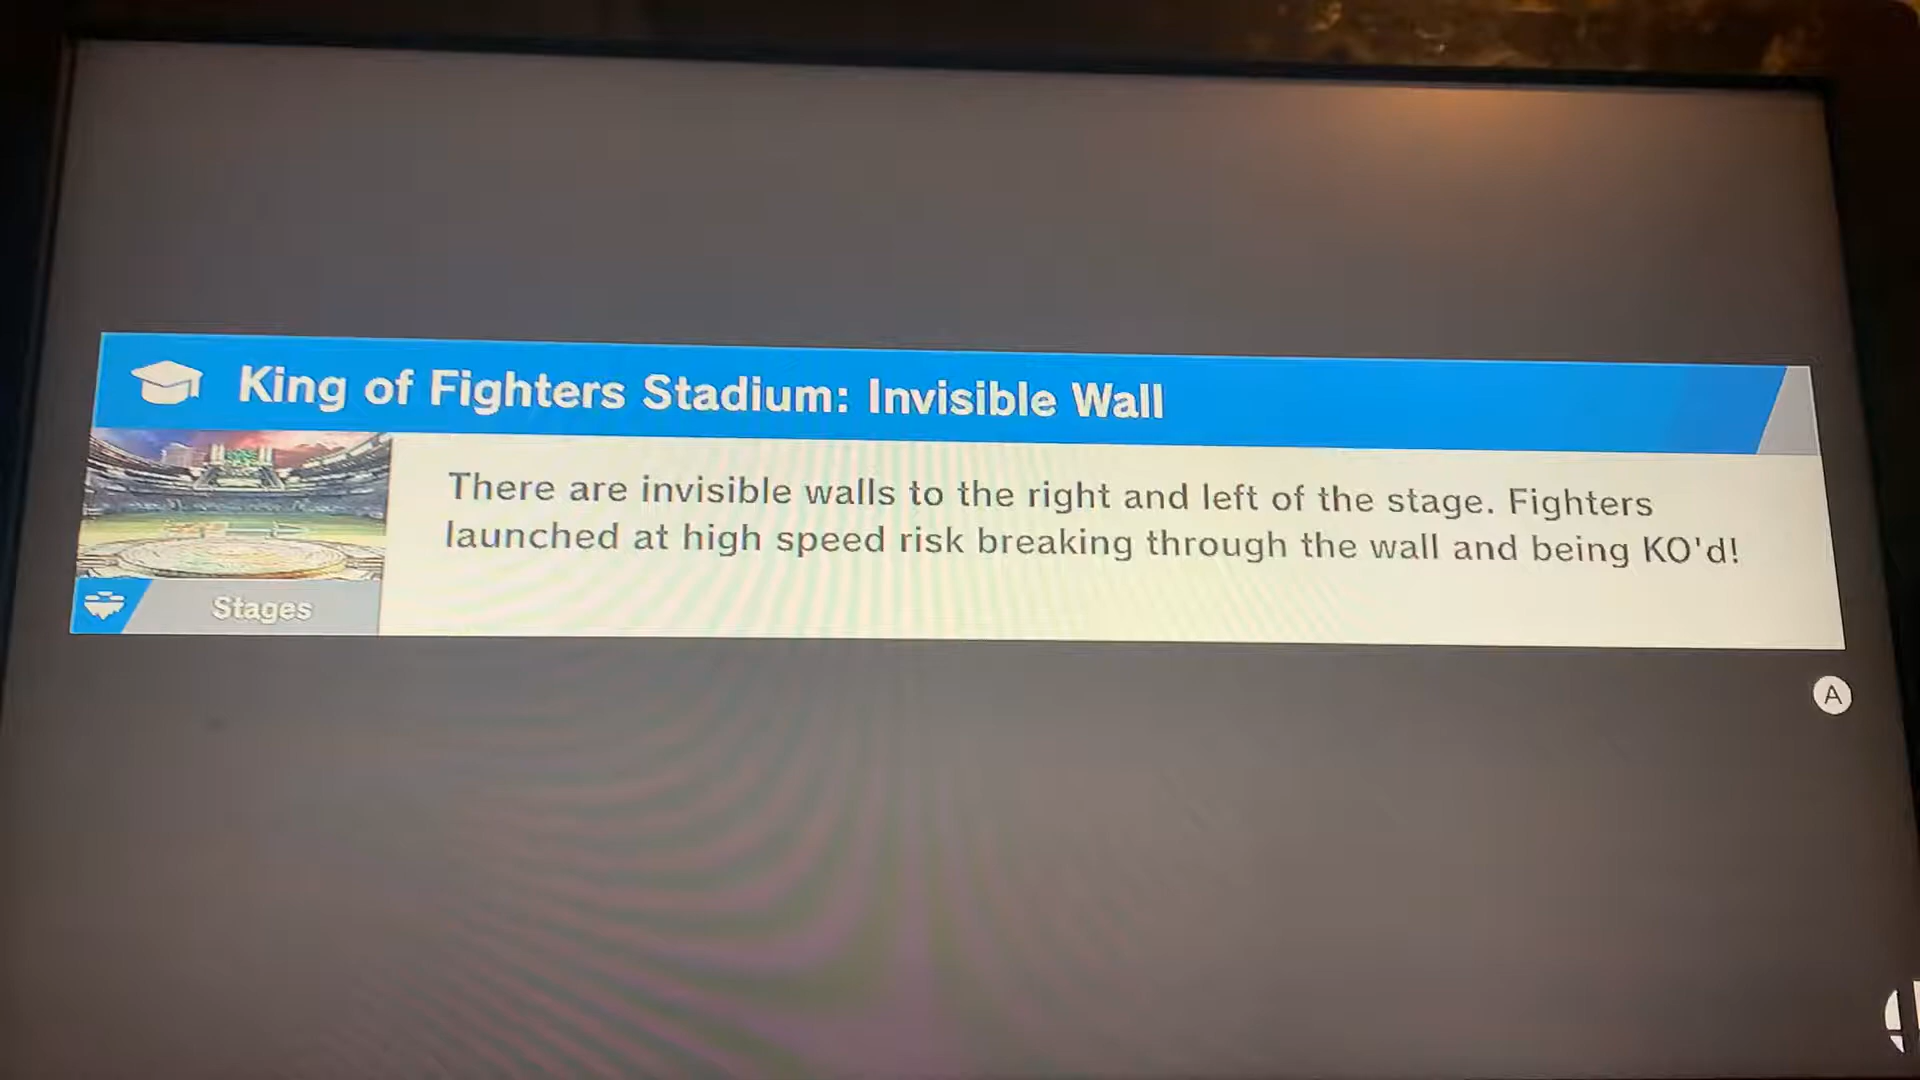 King of Fighters Stadium: Invisible Wall
There are invisible walls to the right and left of the stage. Fighters
launched at high speed risk breaking through the wall and being KO'd!
Stages
A